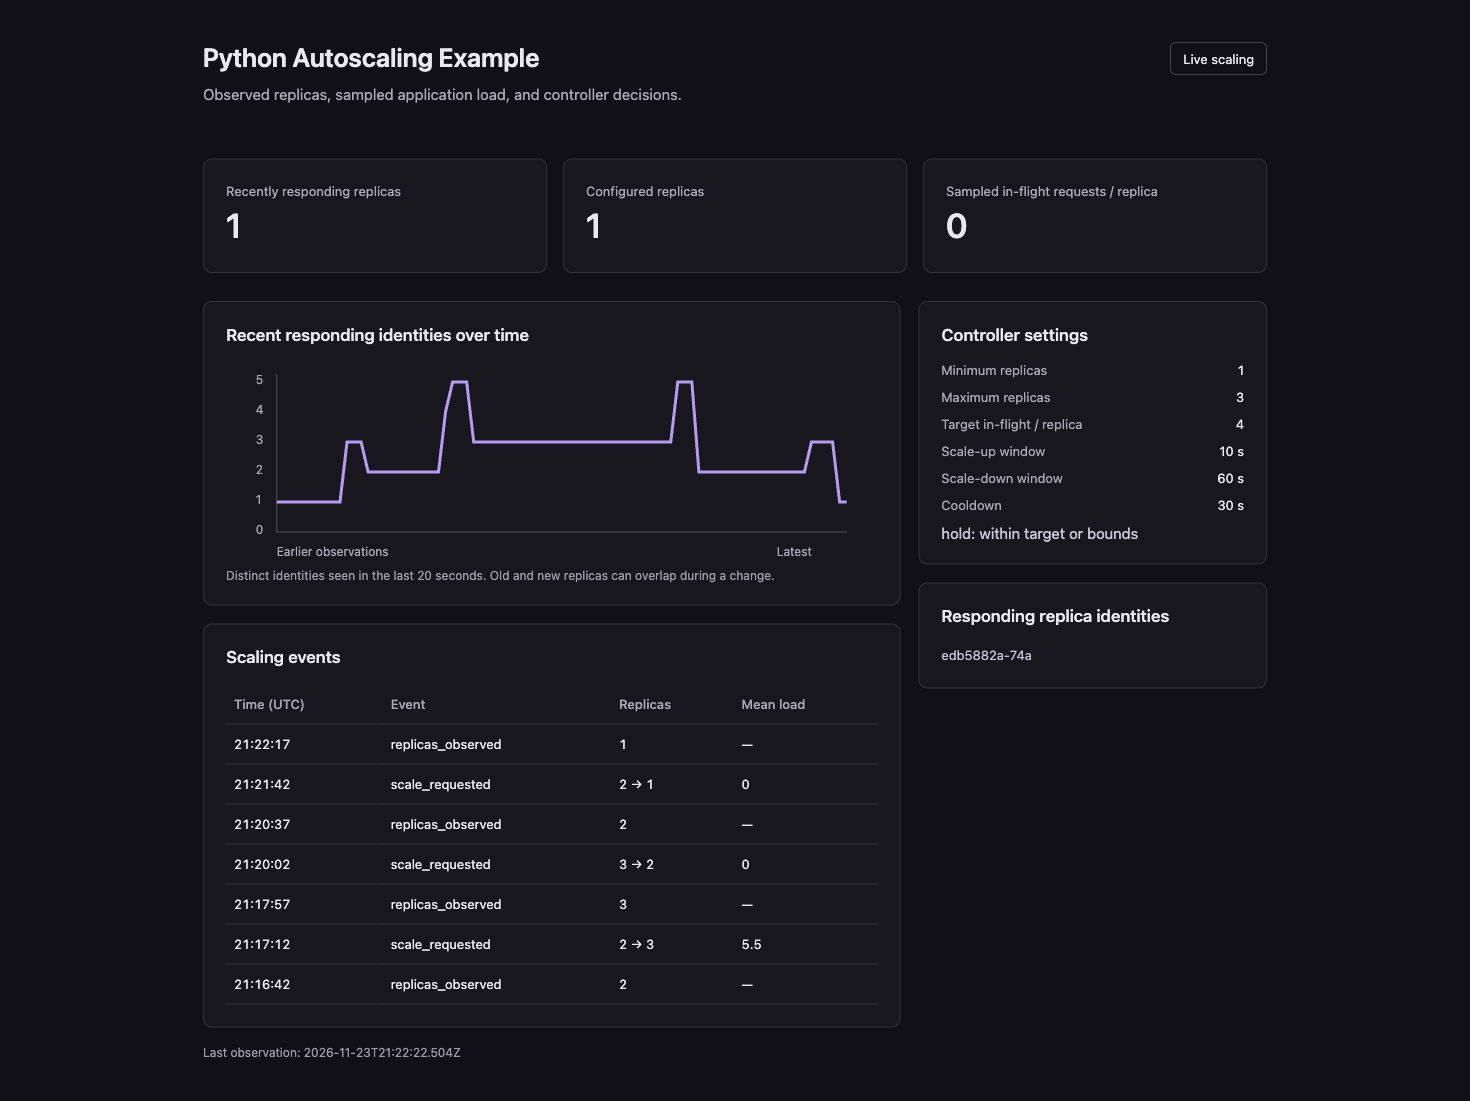 Python Autoscaling Example
Live scaling
Observed replicas, sampled application load, and controller decisions.
Recently responding replicas
1
Configured replicas
1
Sampled in-flight requests / replica
0
Recent responding identities over time
5
4
3
2
1
0
Earlier observations Latest
Distinct identities seen in the last 20 seconds. Old and new replicas can overlap during a change.
Controller settings
Minimum replicas 1
Maximum replicas 3
Target in-flight / replica 4
Scale-up window 10 s
Scale-down window 60 s
Cooldown 30 s
hold: within target or bounds
Responding replica identities
edb5882a-74a
Scaling events
Time (UTC) Event Replicas Mean load
21:22:17 replicas_observed 1 —
21:21:42 scale_requested 2 → 1 0
21:20:37 replicas_observed 2 —
21:20:02 scale_requested 3 → 2 0
21:17:57 replicas_observed 3 —
21:17:12 scale_requested 2 → 3 5.5
21:16:42 replicas_observed 2 —
Last observation: 2026-11-23T21:22:22.504Z